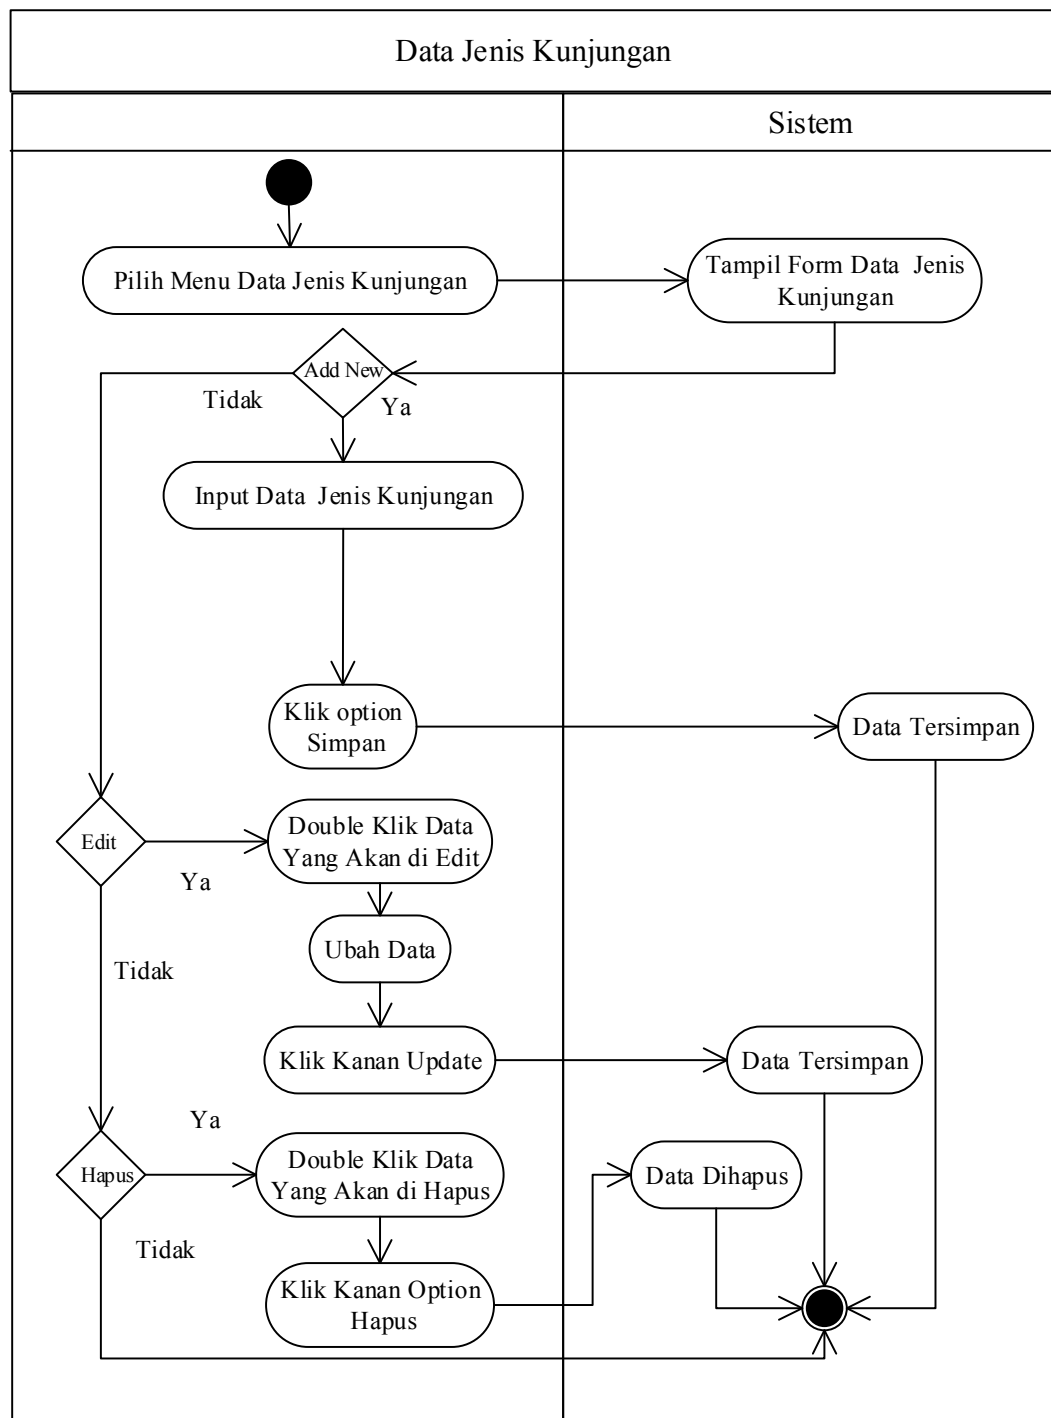 Data Jenis Kunjungan
Sistem
Pilih Menu Data Jenis Kunjungan
Tampil Form Data Jenis
Kunjungan
Add New
Tidak
Ya
Input Data Jenis Kunjungan
Klik option
Simpan
Data Tersimpan
Edit
Ya
Double Klik Data
Yang Akan di Edit
Ubah Data
Tidak
Klik Kanan Update
Data Tersimpan
Hapus
Ya
Double Klik Data
Yang Akan di Hapus
Data Dihapus
Tidak
Klik Kanan Option
Hapus